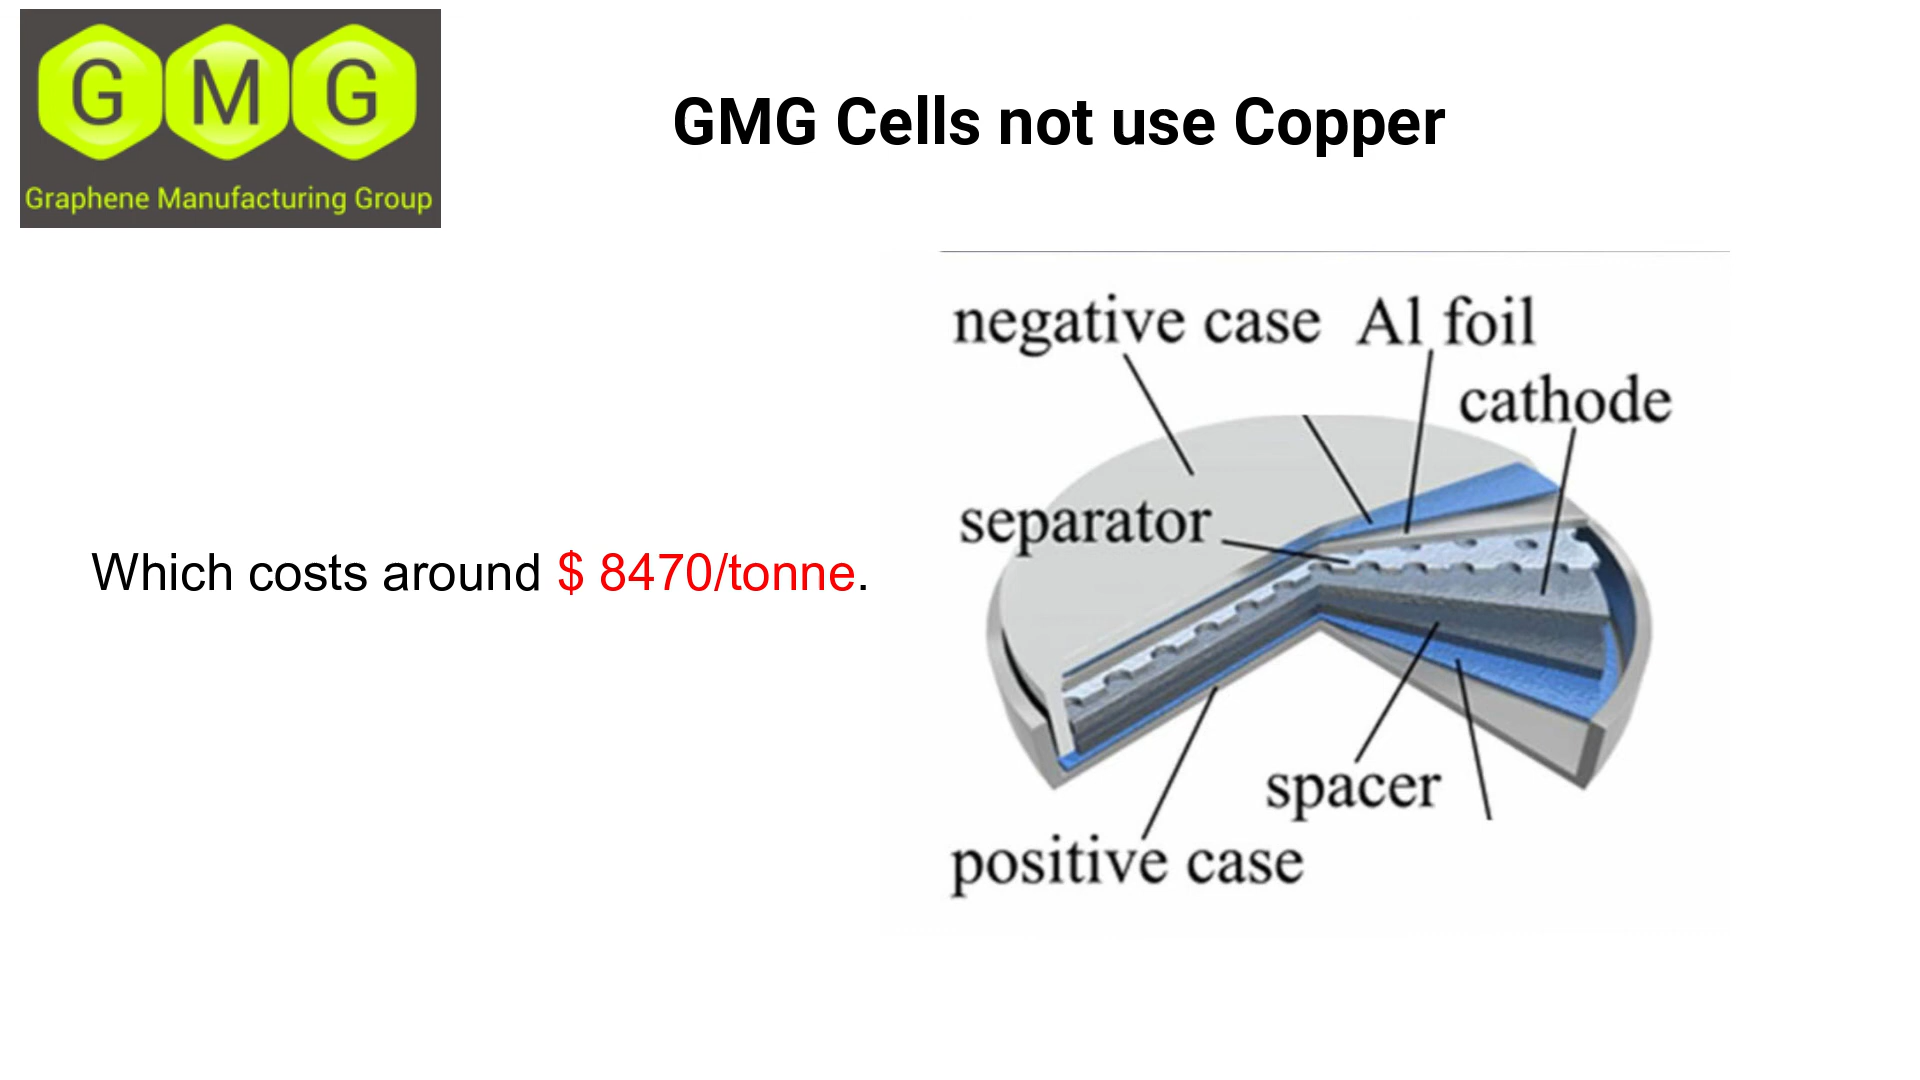 G M G
Graphene Manufacturing Group
GMG Cells not use Copper
negative case Al foil
cathode
separator
Which costs around $ 8470/tonne.
spacer
positive case